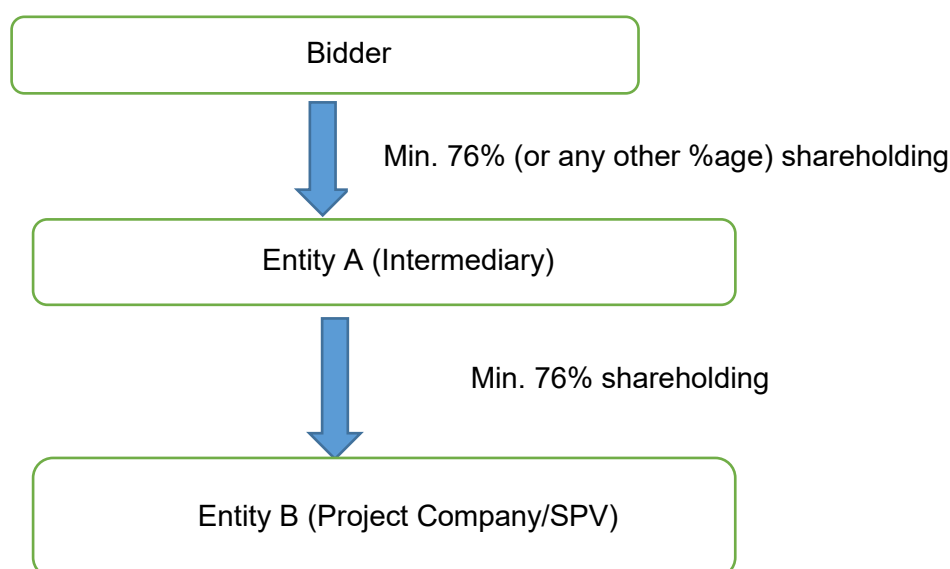 Bidder
Min. 76% (or any other %age) shareholding
Entity A (Intermediary)
Min. 76% shareholding
Entity B (Project Company/SPV)